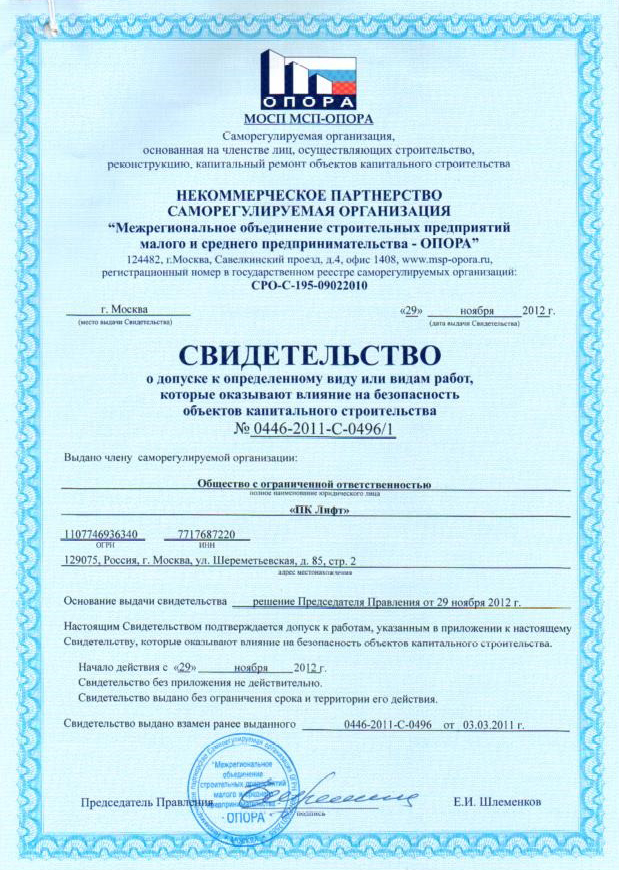 ОПОРА
МОСП МСП-ОПОРА
Саморегулируемая организация,
основанная на членстве лиц, осуществляющих строительство,
реконструкцию, капитальный ремонт объектов капитального строительства
НЕКОММЕРЧЕСКОЕ ПАРТНЕРСТВО
САМОРЕГУЛИРУЕМАЯ ОРГАНИЗАЦИЯ
“Межрегиональное объединение строительных предприятий
малого и среднего предпринимательства - ОПОРА”
124482, г.Москва, Савелкинский проезд, д.4, офис 1408, www.msp-opora.ru,
регистрационный номер в государственном реестре саморегулируемых организаций:
СРО-С-195-09022010
г. Москва «29» ноября 2012 г.
(место выдачи Свидетельства) (дата выдачи Свидетельства)
СВИДЕТЕЛЬСТВО
о допуске к определенному виду или видам работ,
которые оказывают влияние на безопасность
объектов капитального строительства
№ 0446-2011-С-0496/1
Выдано члену саморегулируемой организации:
Общество с ограниченной ответственностью
полное наименование юридического лица
«ПК Лифт»
1107746936340 7717687220
ОГРН ИНН
129075, Россия, г. Москва, ул. Шереметьевская, д. 85, стр. 2
адрес местонахождения
Основание выдачи свидетельства решение Председателя Правления от 29 ноября 2012 г.
Настоящим Свидетельством подтверждается допуск к работам, указанным в приложении к настоящему
Свидетельству, которые оказывают влияние на безопасность объектов капитального строительства.
Начало действия с «29» ноября 2012 г.
Свидетельство без приложения не действительно.
Свидетельство выдано без ограничения срока и территории его действия.
Свидетельство выдано взамен ранее выданного 0446-2011-С-0496 от 03.03.2011 г.
"Межрегиональное
объединение
строительных предприятий
малого и среднего
предпринимательства -
ОПОРА"
Председатель Правления Е.И. Шлеменков
подпись